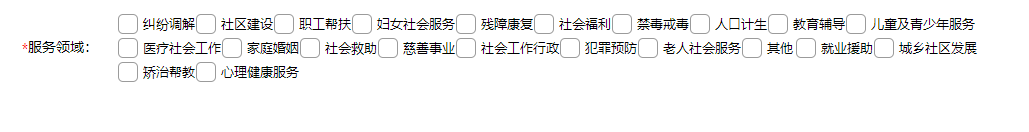 纠纷调解 社区建设 职工帮扶 妇女社会服务 残障康复 社会福利 禁毒戒毒 人口计生 教育辅导 儿童及青少年服务
*服务领域： 医疗社会工作 家庭婚姻 社会救助 慈善事业 社会工作行政 犯罪预防 老人社会服务 其他 就业援助 城乡社区发展
矫治帮教 心理健康服务